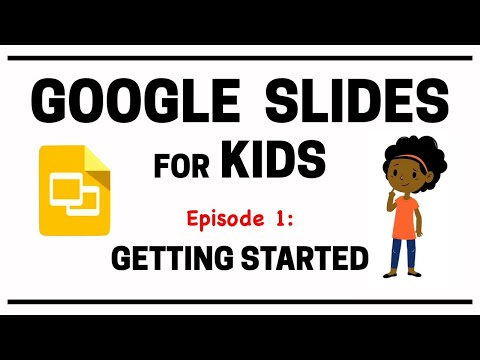 GOOGLE SLIDES
FOR KIDS
Episode 1:
GETTING STARTED